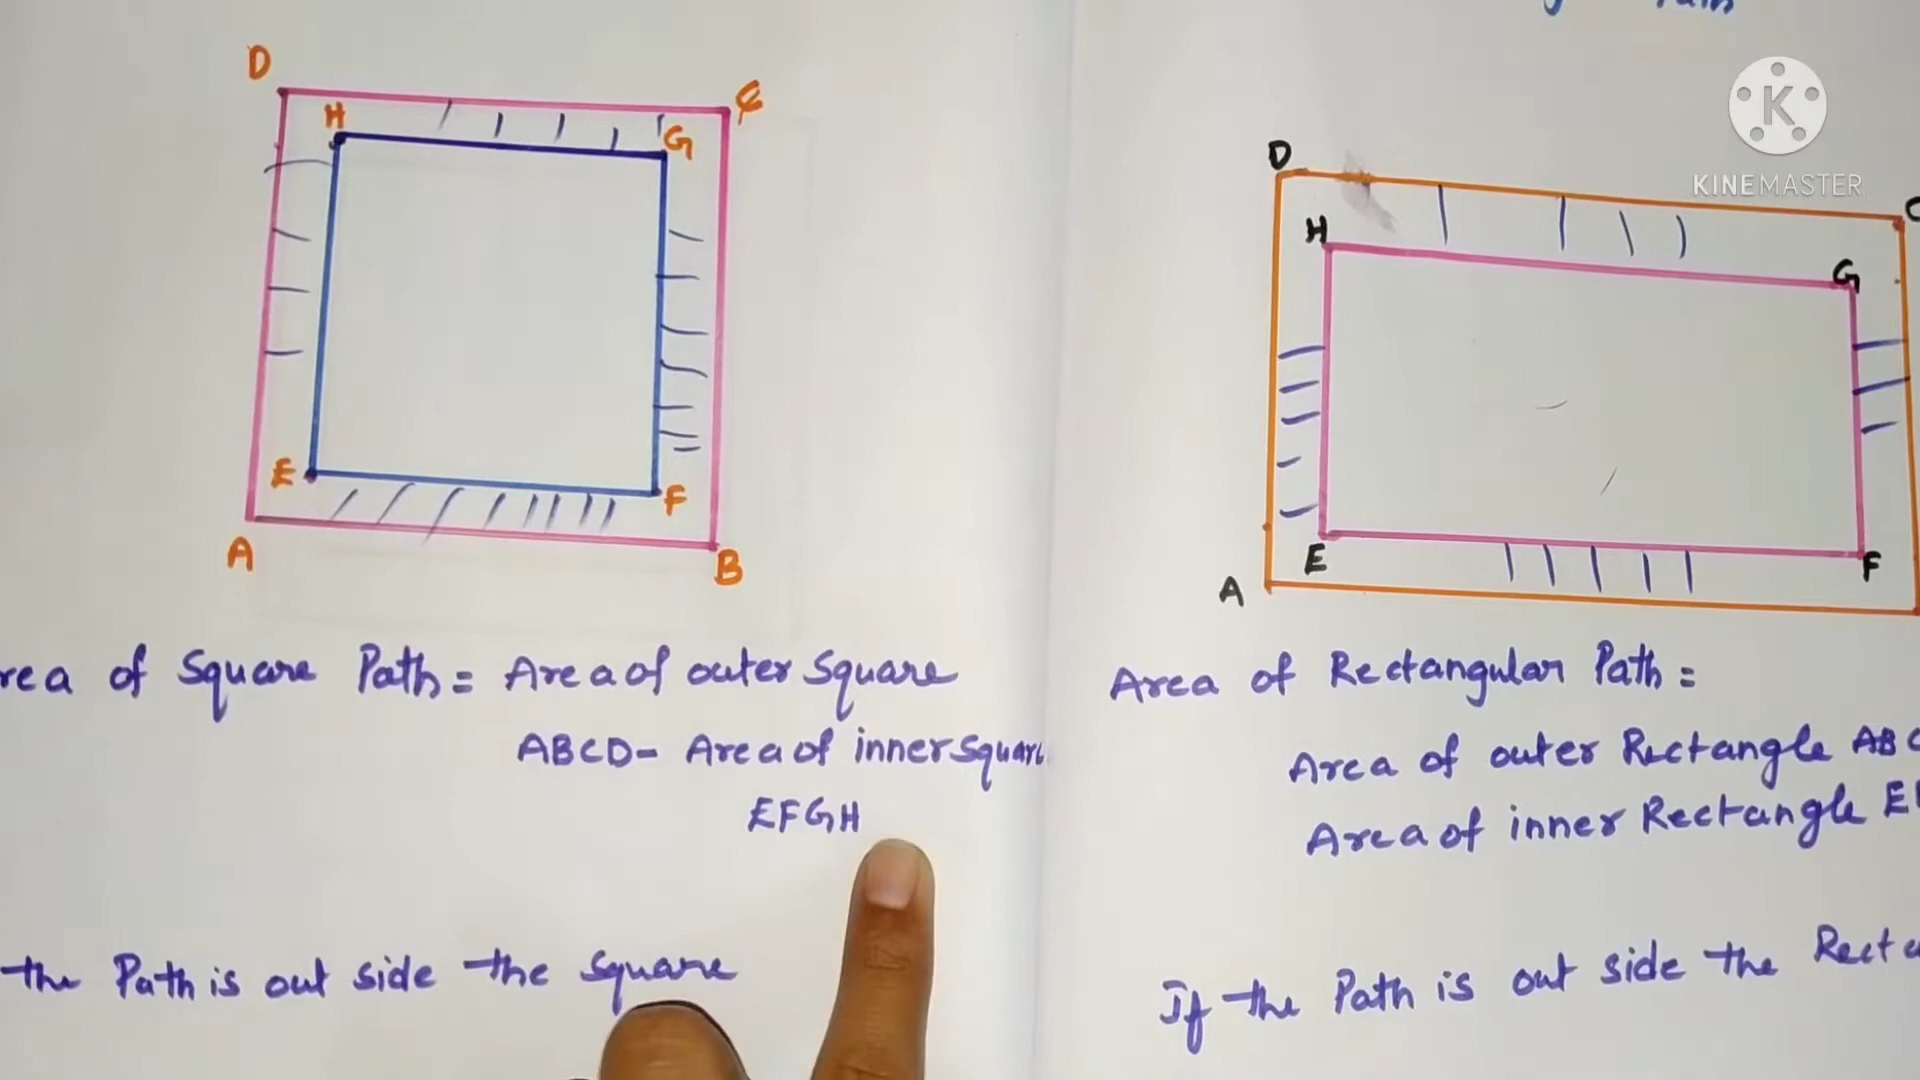 Path
D
C
H
G
E
F
A
B
rea of Square Path = Area of outer Square
ABCD - Area of inner Square
EFGH
the Path is out side the square
KINEMASTER
D
C
H
G
E
F
A
Area of Rectangular Path =
Area of outer Rectangle ABC
Area of inner Rectangle E
If the Path is out side the Rect